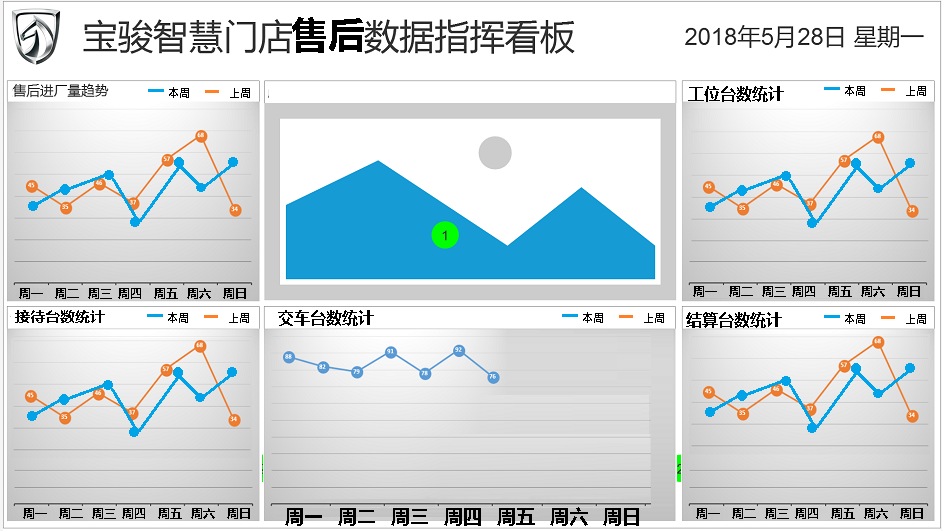 宝骏智慧门店售后数据指挥看板
2018年5月28日 星期一
售后进厂量趋势 本周 上周
45 35 46 37 57 68 34
周一 周二 周三 周四 周五 周六 周日
1
工位台数统计 本周 上周
45 35 46 37 57 68 34
周一 周二 周三 周四 周五 周六 周日
接待台数统计 本周 上周
45 35 46 37 57 68 34
周一 周二 周三 周四 周五 周六 周日
交车台数统计 本周 上周
88 82 79 93 78 92 76
周一 周二 周三 周四 周五 周六 周日
结算台数统计 本周 上周
45 35 46 37 57 68 34
周一 周二 周三 周四 周五 周六 周日